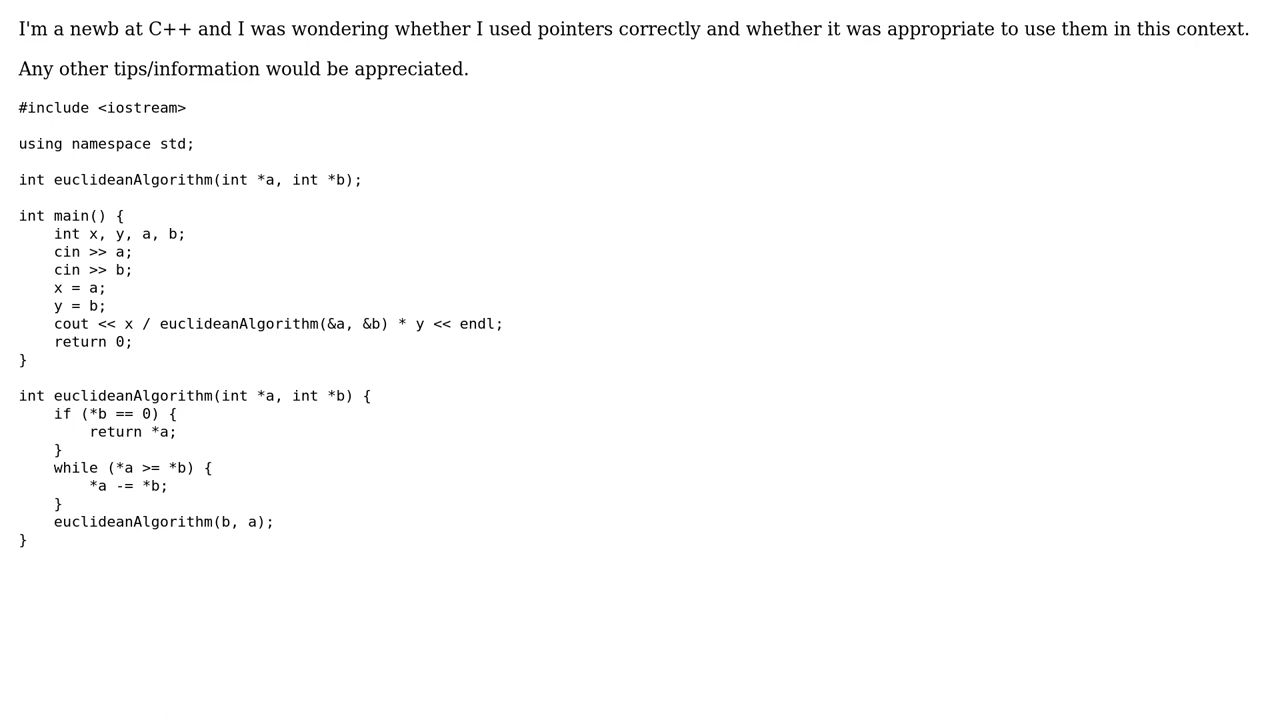 I'm a newb at C++ and I was wondering whether I used pointers correctly and whether it was appropriate to use them in this context.
Any other tips/information would be appreciated.
#include <iostream>
using namespace std;
int euclideanAlgorithm(int *a, int *b);
int main() {
    int x, y, a, b;
    cin >> a;
    cin >> b;
    x = a;
    y = b;
    cout << x / euclideanAlgorithm(&a, &b) * y << endl;
    return 0;
}
int euclideanAlgorithm(int *a, int *b) {
    if (*b == 0) {
        return *a;
    }
    while (*a >= *b) {
        *a -= *b;
    }
    euclideanAlgorithm(b, a);
}